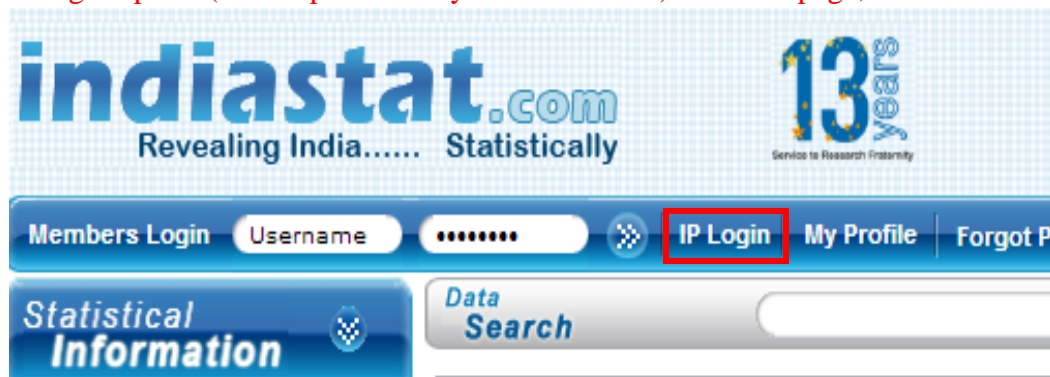 indiastat.com
Revealing India...... Statistically
13 years
Service to Research Fraternity
Members Login Username •••••••• IP Login My Profile Forgot P
Statistical
Information
Data
Search